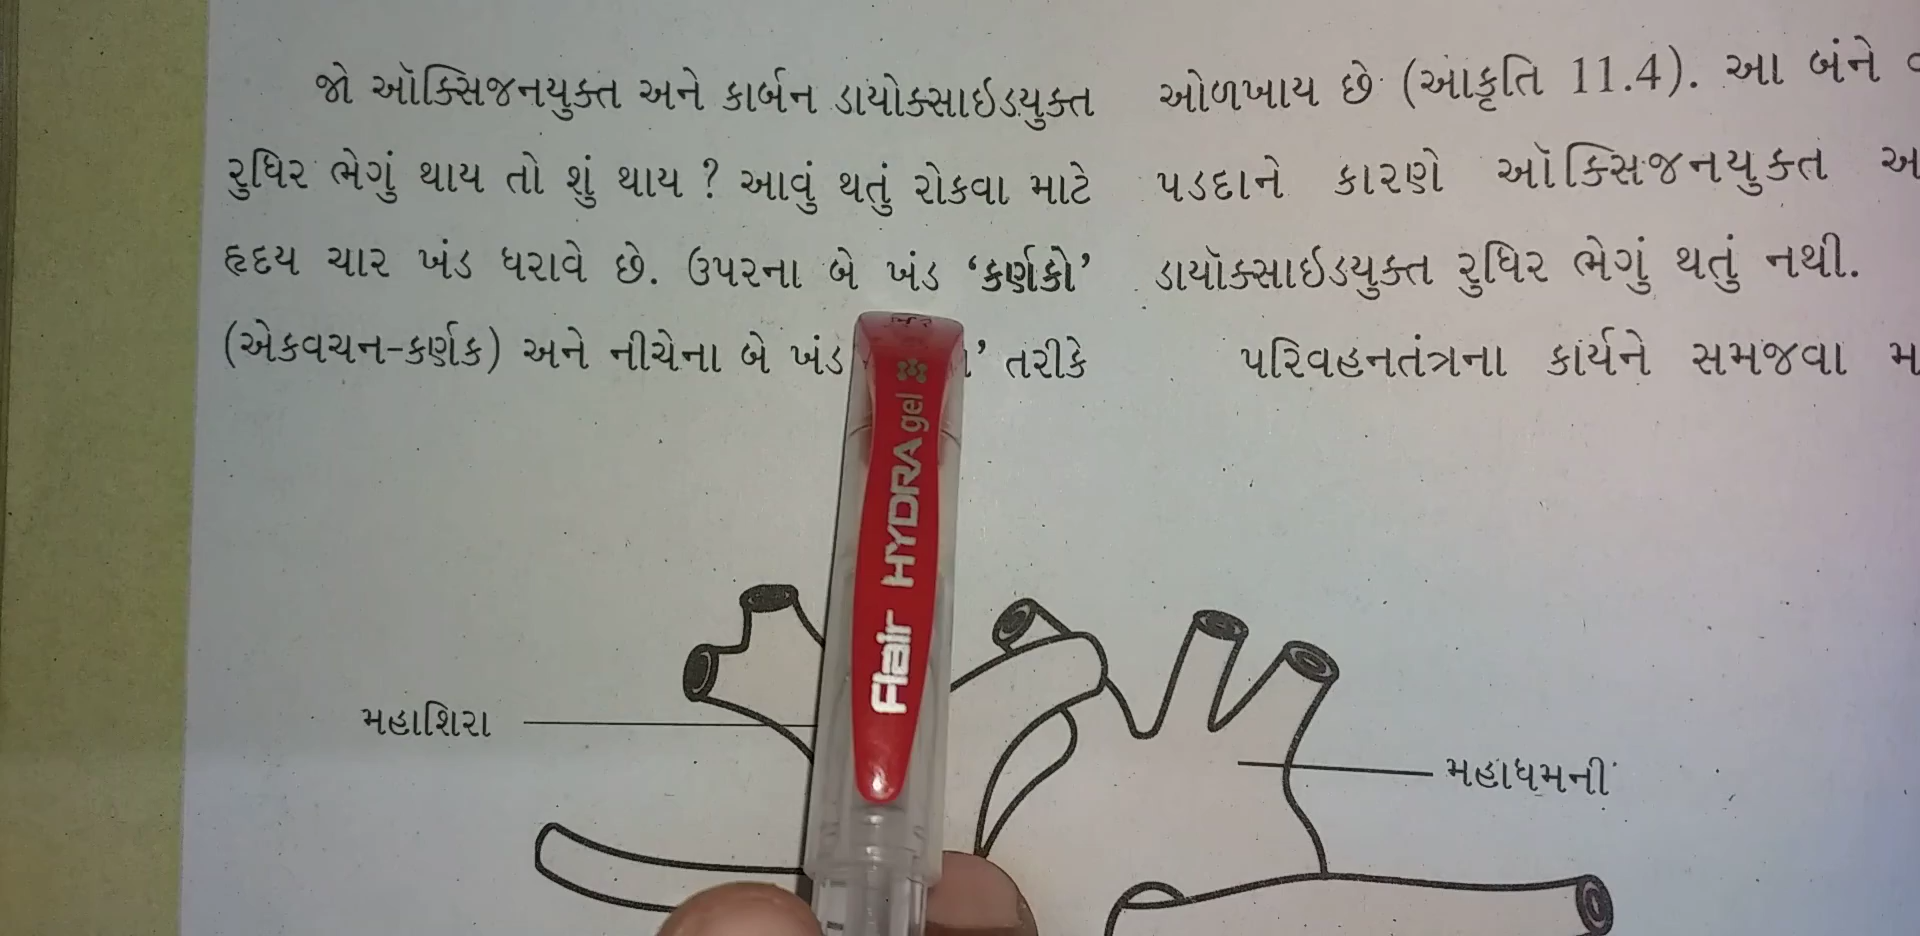 જો ઑક્સિજનયુક્ત અને કાર્બન ડાયોક્સાઇડયુક્ત
રુધિર ભેગું થાય તો શું થાય ? આવું થતું રોકવા માટે
હૃદય ચાર ખંડ ધરાવે છે. ઉપરના બે ખંડ ‘કર્ણકો’
(એકવચન-કર્ણક) અને નીચેના બે ખંડ ’ તરીકે
ઓળખાય છે (આકૃતિ 11.4). આ બંને
પડદાને કારણે ઑક્સિજનયુક્ત
ડાયૉક્સાઇડયુક્ત રુધિર ભેગું થતું નથી.
પરિવહનતંત્રના કાર્યને સમજવા
Flair HYDRA gel
મહાશિરા
મહાધમની